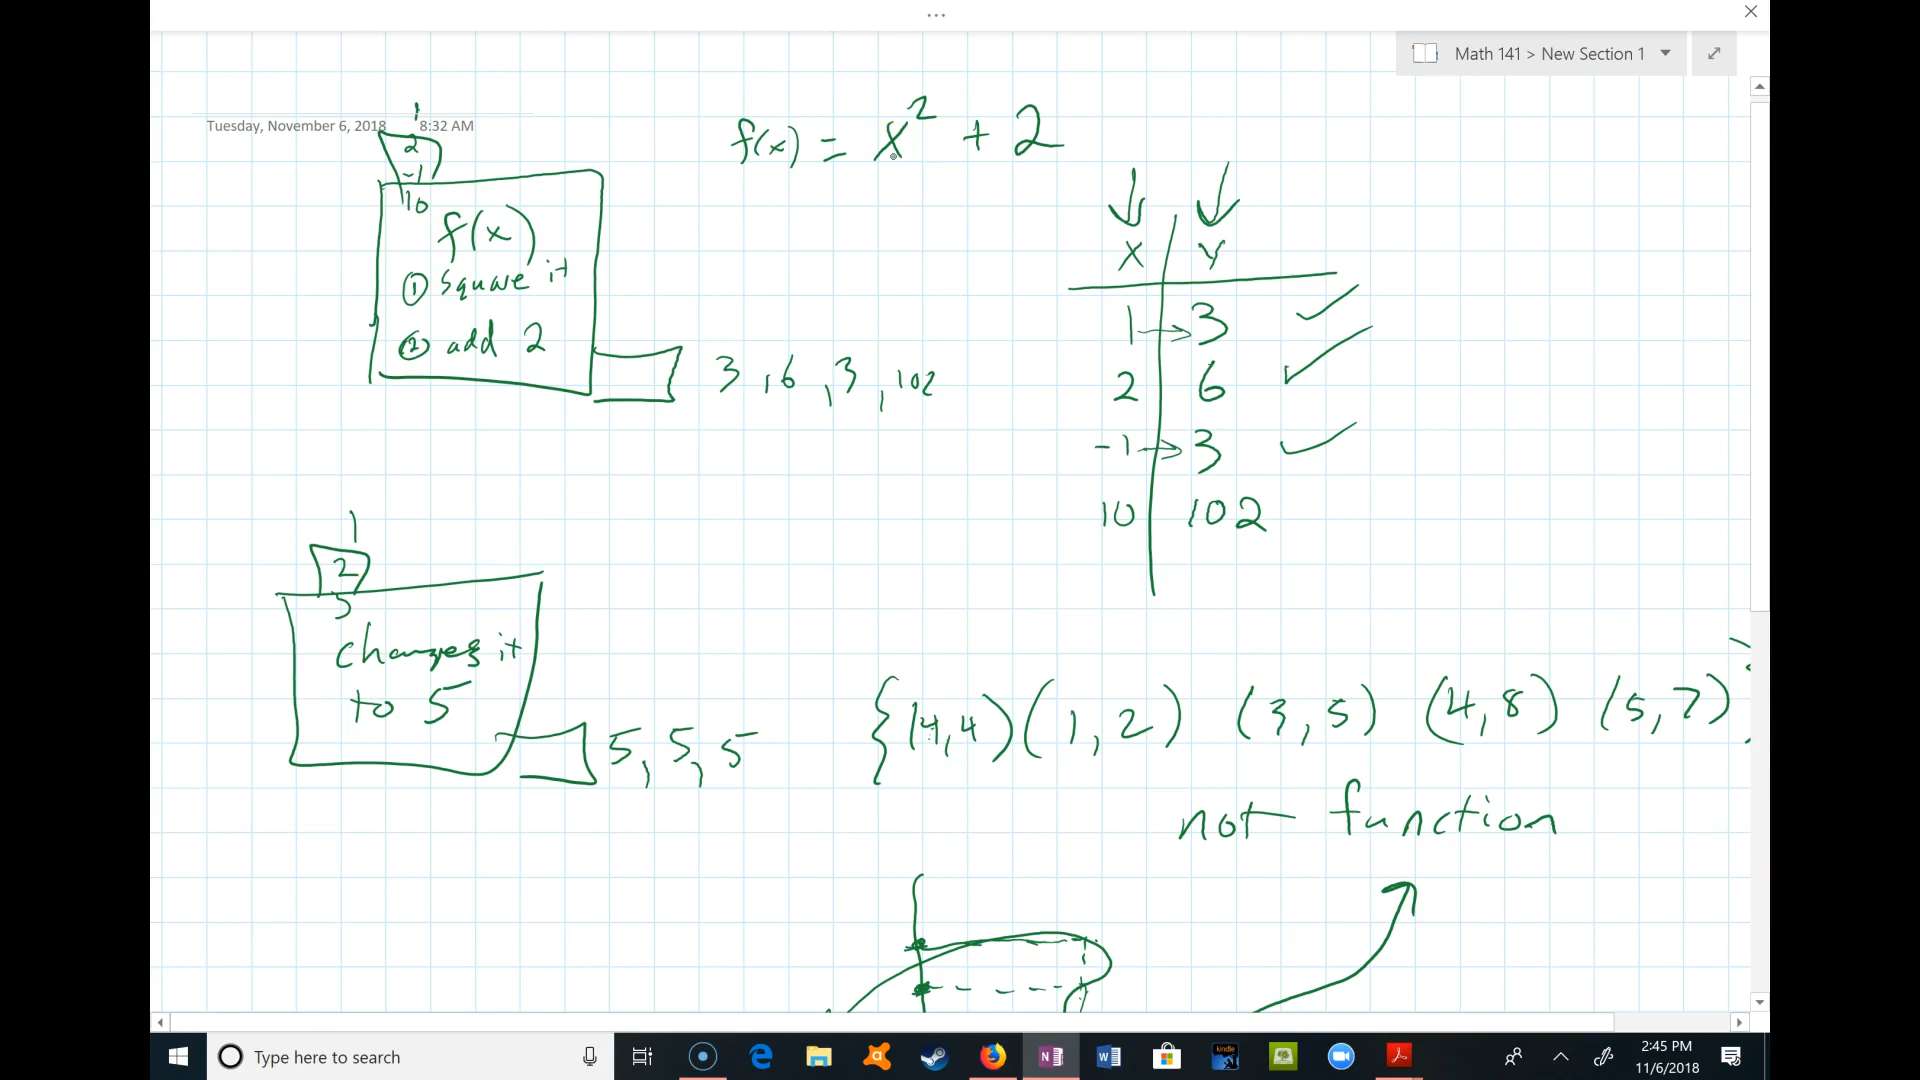 Math 141 > New Section 1
Tuesday, November 6, 2018 8:32 AM
1
2
-1
10
f(x) = x² + 2
f(x)
① square it
② add 2
3, 6, 3, 102
X Y
1 → 3
2 6
-1 → 3
10 102
1
2
3
changes it
to 5
5, 5, 5
{(4,4)(1,2) (3,5) (4,8) (5,7)}
not function
Type here to search
kindle
2:45 PM
11/6/2018